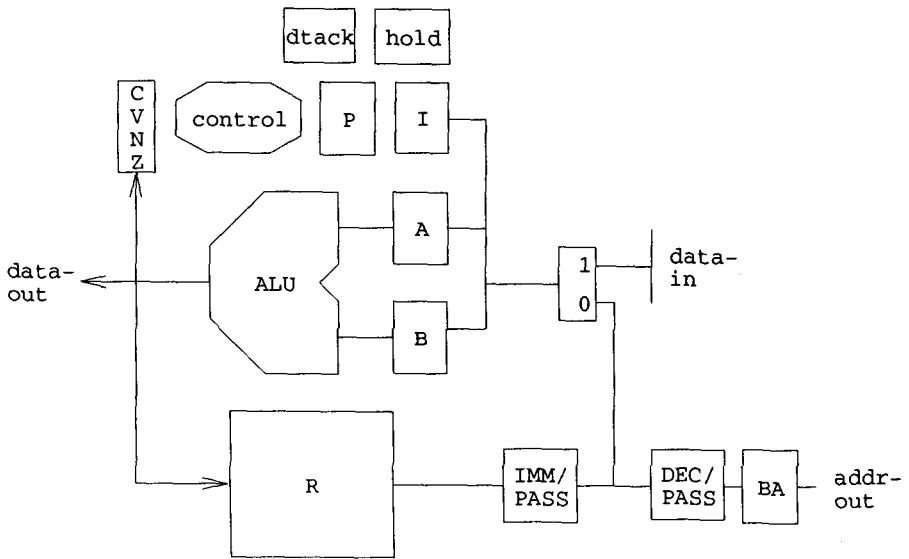 dtack
hold
C
V
N
Z
control
P
I
A
data-
out
ALU
1
0
data-
in
B
R
IMM/
PASS
DEC/
PASS
BA
addr-
out